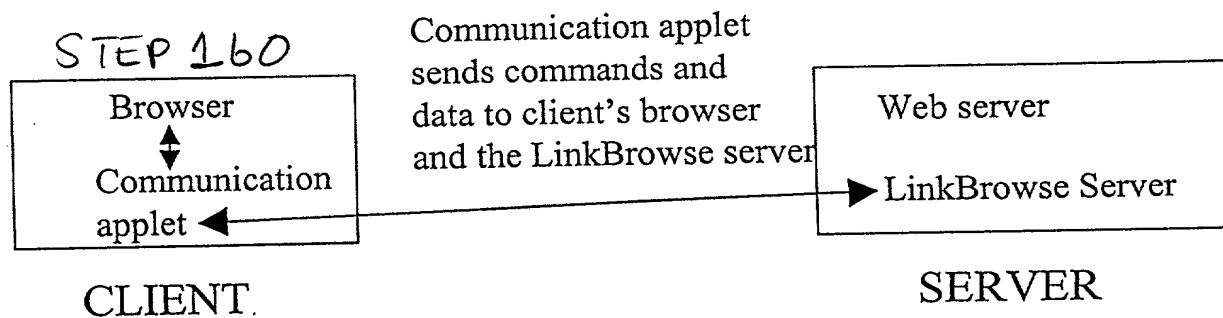 STEP 160
Browser
Communication
applet
CLIENT.
Communication applet
sends commands and
data to client's browser
and the LinkBrowse server
Web server
LinkBrowse Server
SERVER